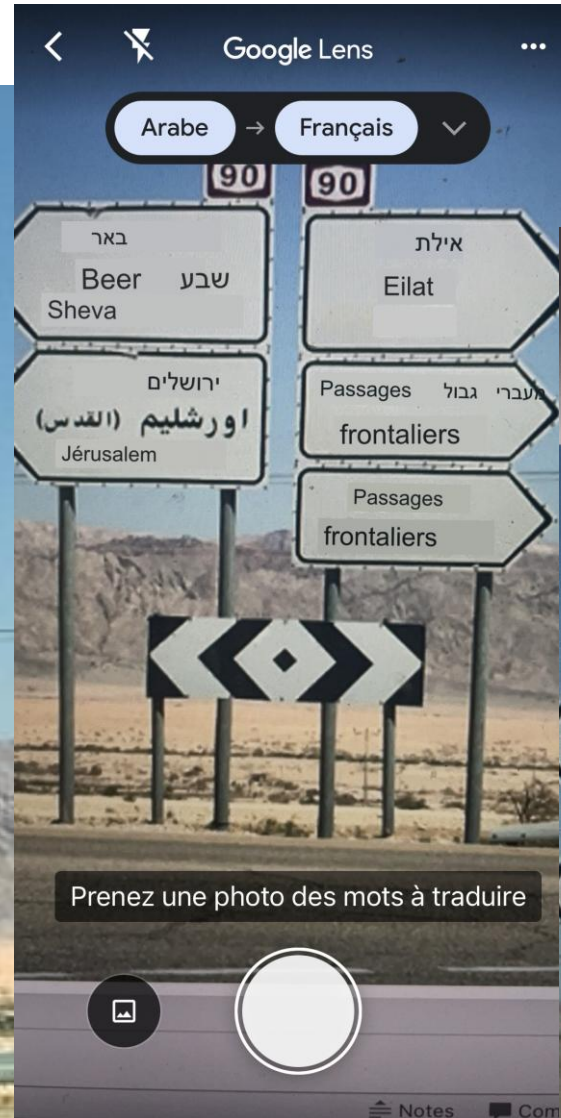 Google Lens
Arabe → Français
90
90
באר
Beer שבע
Sheva
ירושלים
اورشليم (القدس)
Jérusalem
אילת
Eilat
Passages מעברי גבול
frontaliers
Passages
frontaliers
Prenez une photo des mots à traduire
Notes
Com